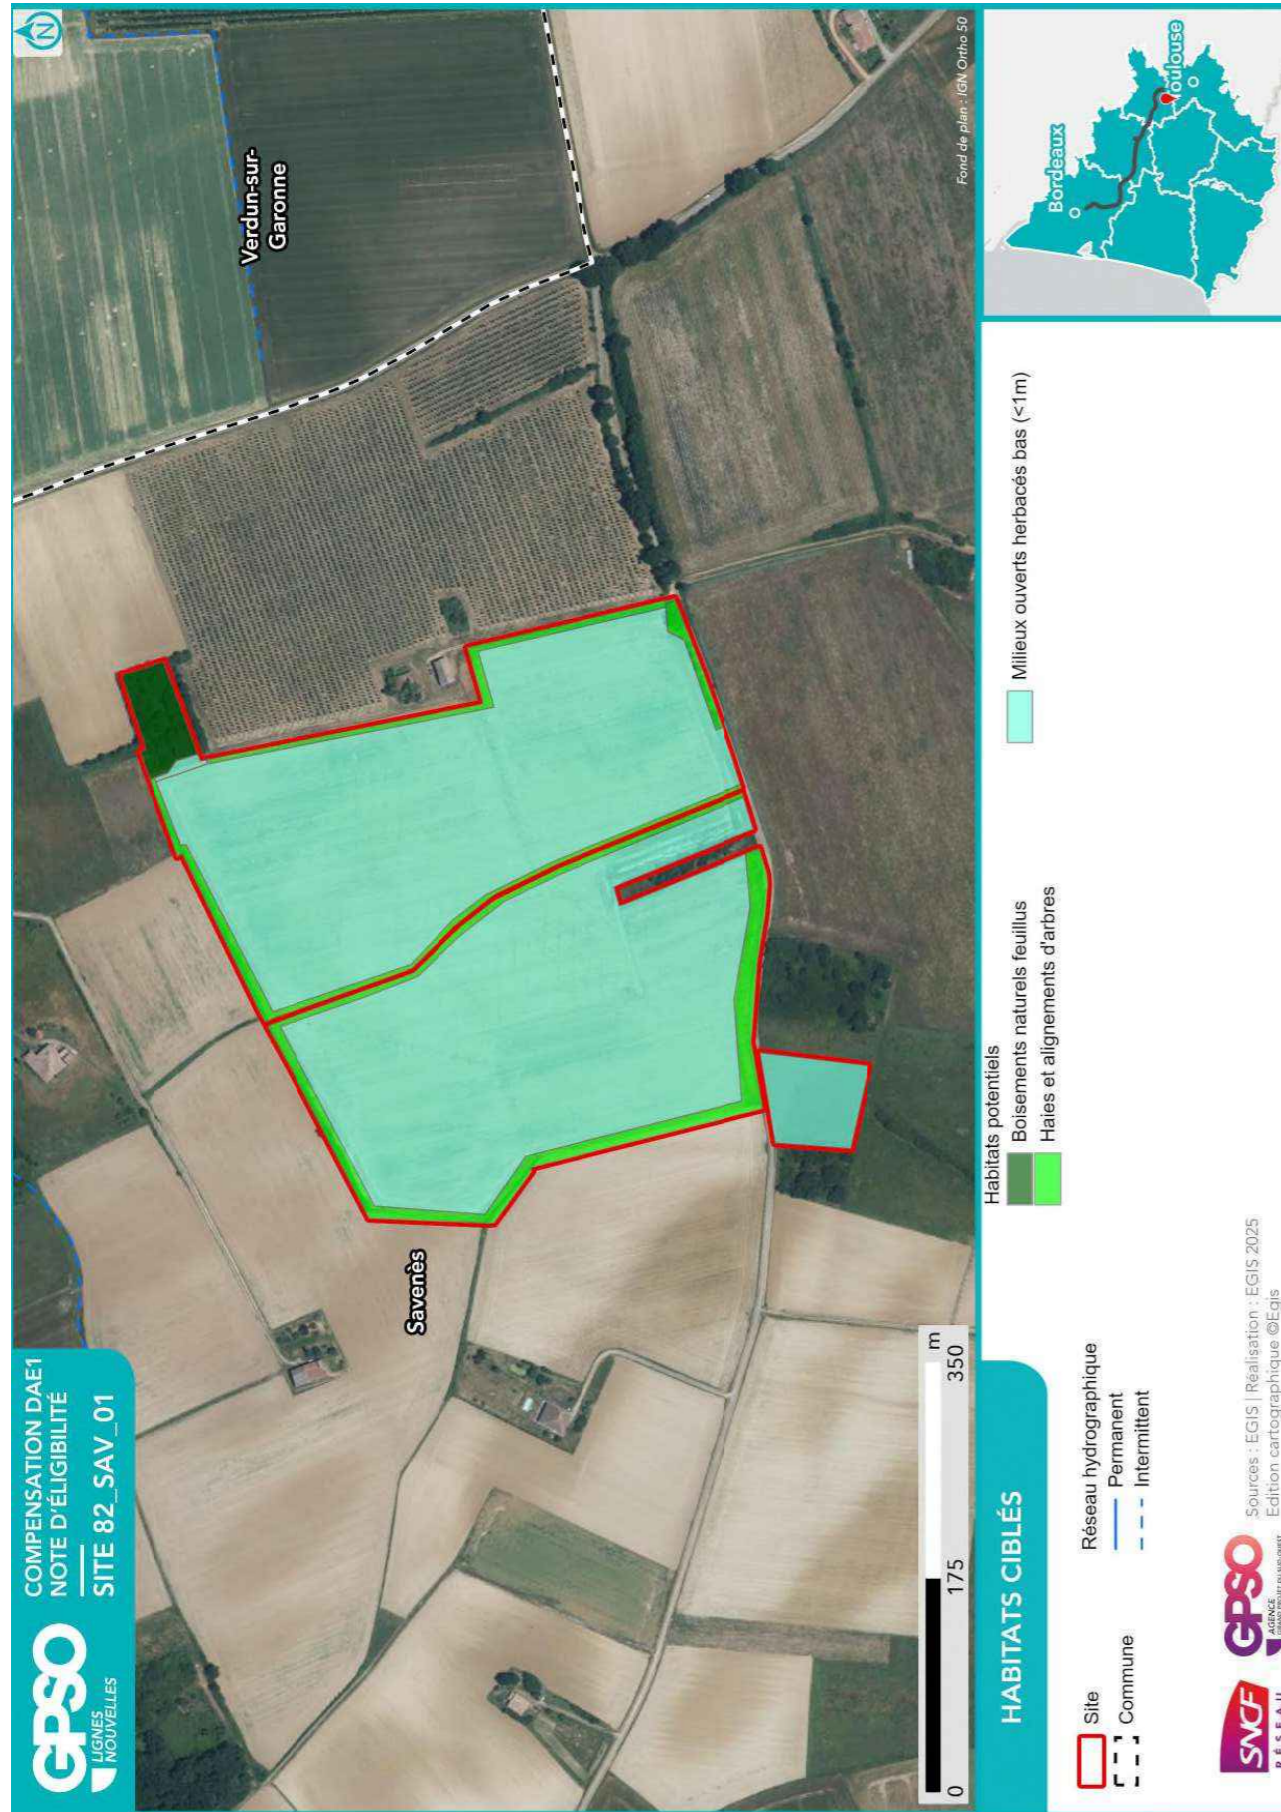 GPSO
LIGNES
NOUVELLES
COMPENSATION DAE1
NOTE D'ÉLIGIBILITÉ
SITE 82_SAV_01
N
Verdun-sur-
Garonne
Savenès
0 175 350 m
Fond de plan : IGN Ortho 50
HABITATS CIBLÉS
Site
Commune
Réseau hydrographique
Permanent
Intermittent
Habitats potentiels
Boisements naturels feuillus
Haies et alignements d'arbres
Milieux ouverts herbacés bas (<1m)
Bordeaux
Toulouse
SNCF
RÉSEAU
GPSO
AGENCE
Sources : EGIS | Réalisation : EGIS 2025
Edition cartographique ©Egis